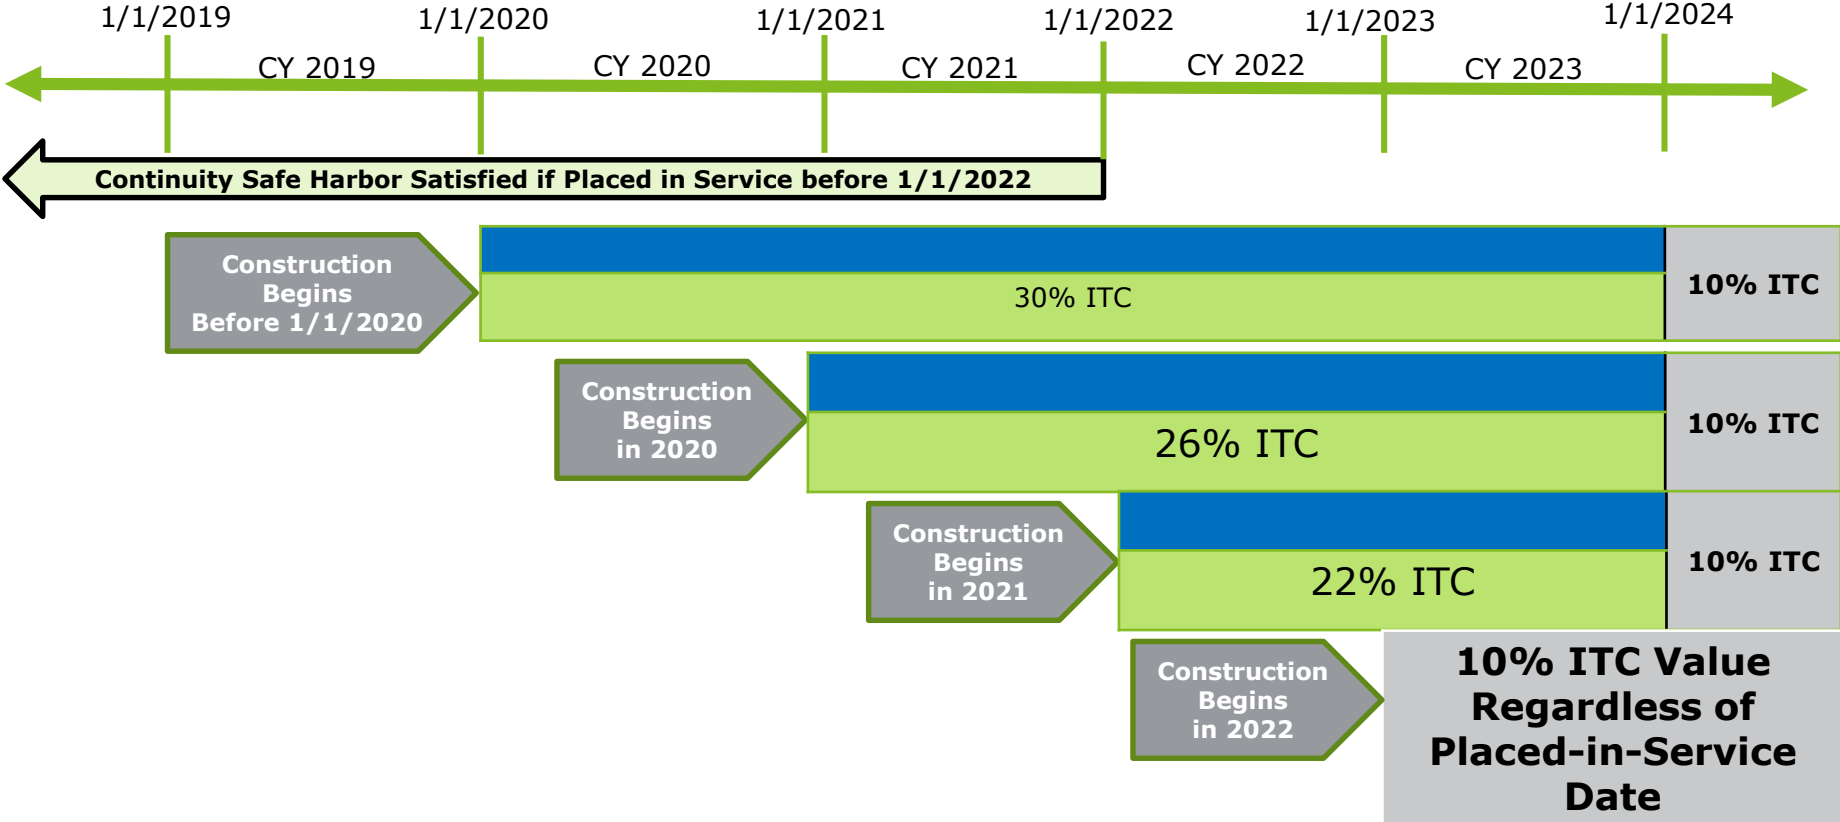 1/1/2019
1/1/2020
1/1/2021
1/1/2022
1/1/2023
1/1/2024
CY 2019
CY 2020
CY 2021
CY 2022
CY 2023
Continuity Safe Harbor Satisfied if Placed in Service before 1/1/2022
Construction
Begins
Before 1/1/2020
30% ITC
10% ITC
Construction
Begins
in 2020
26% ITC
10% ITC
Construction
Begins
in 2021
22% ITC
10% ITC
Construction
Begins
in 2022
10% ITC Value
Regardless of
Placed-in-Service
Date